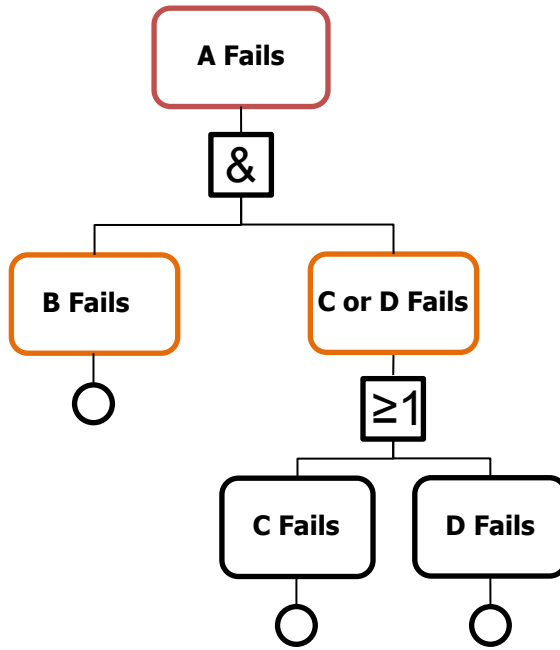 A Fails
&
B Fails
C or D Fails
≥1
C Fails
D Fails